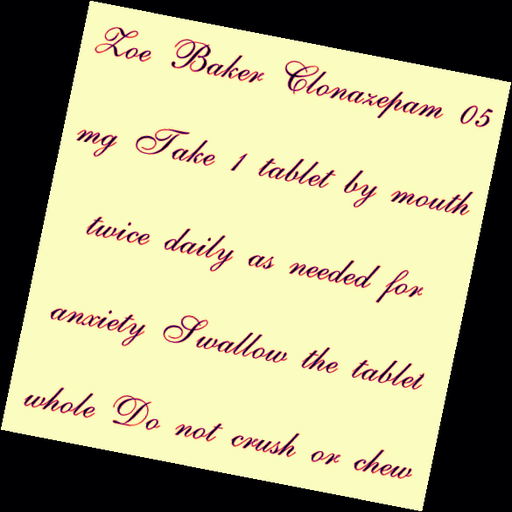 Zoe Baker Clonazepam 05
mg Take 1 tablet by mouth
twice daily as needed for
anxiety Swallow the tablet
whole Do not crush or chew